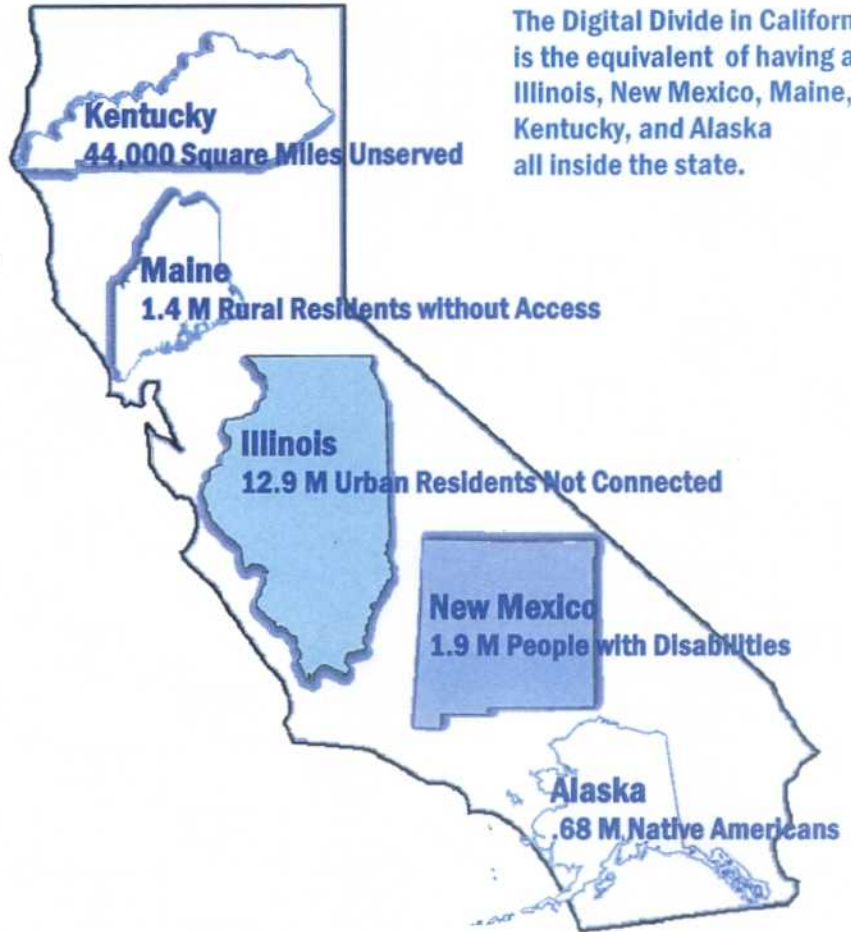 The Digital Divide in Californ
is the equivalent of having a
Illinois, New Mexico, Maine,
Kentucky, and Alaska
all inside the state.
Kentucky
44,000 Square Miles Unserved
Maine
1.4 M Rural Residents without Access
Illinois
12.9 M Urban Residents Not Connected
New Mexico
1.9 M People with Disabilities
Alaska
.68 M Native Americans